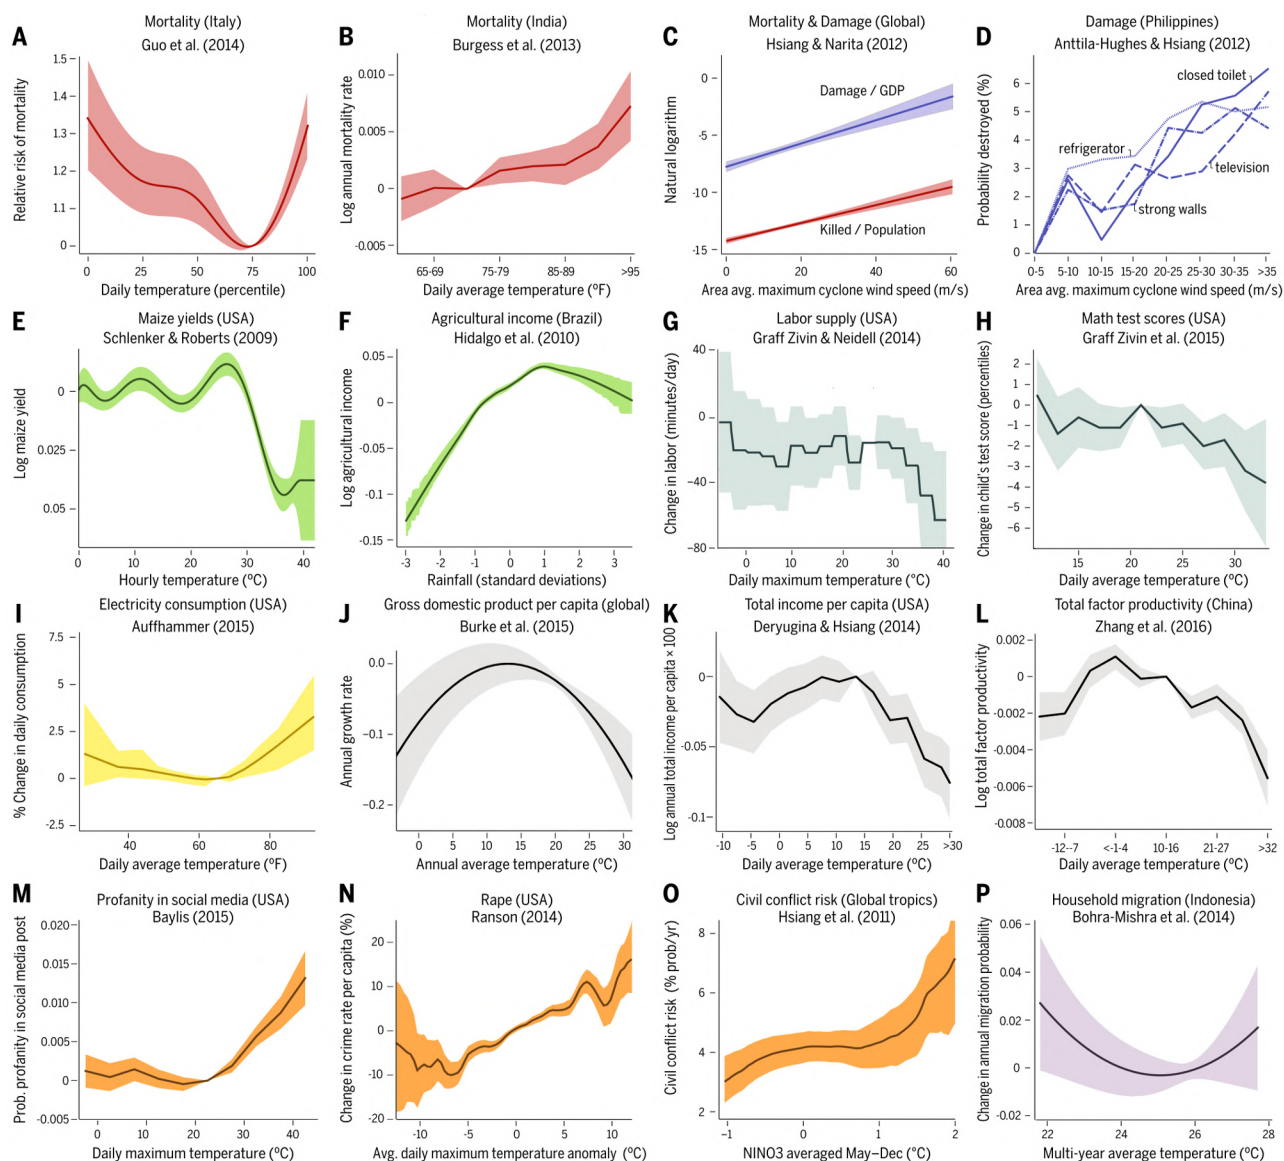 A
Mortality (Italy)
Guo et al. (2014)
Relative risk of mortality
1.5
1.4
1.3
1.2
1.1
0
0
25
50
75
100
Daily temperature (percentile)
B
Mortality (India)
Burgess et al. (2013)
Log annual mortality rate
0.010
0.005
0
-0.005
65-69
75-79
85-89
>95
Daily average temperature (ºF)
C
Mortality & Damage (Global)
Hsiang & Narita (2012)
Natural logarithm
0
-5
-10
-15
Damage / GDP
Killed / Population
0
20
40
60
Area avg. maximum cyclone wind speed (m/s)
D
Damage (Philippines)
Anttila-Hughes & Hsiang (2012)
Probability destroyed (%)
6
5
4
3
2
1
0
closed toilet
refrigerator
television
strong walls
0-5
5-10
10-15
15-20
20-25
25-30
30-35
>35
Area avg. maximum cyclone wind speed (m/s)
E
Maize yields (USA)
Schlenker & Roberts (2009)
Log maize yield
0
0.025
0.05
0
10
20
30
40
Hourly temperature (ºC)
F
Agricultural income (Brazil)
Hidalgo et al. (2010)
Log agricultural income
0.05
0
-0.05
-0.1
-0.15
-3
-2
-1
0
1
2
3
Rainfall (standard deviations)
G
Labor supply (USA)
Graff Zivin & Neidell (2014)
Change in labor (minutes/day)
40
0
−40
−80
0
10
20
30
40
Daily maximum temperature (ºC)
H
Math test scores (USA)
Graff Zivin et al. (2015)
Change in child's test score (percentiles)
2
1
0
−1
−2
−3
−4
−5
−6
15
20
25
30
Daily average temperature (ºC)
I
Electricity consumption (USA)
Auffhammer (2015)
% Change in daily consumption
7.5
5
2.5
0
-2.5
40
60
80
Daily average temperature (ºF)
J
Gross domestic product per capita (global)
Burke et al. (2015)
Annual growth rate
0.0
−0.1
−0.2
0
5
10
15
20
25
30
Annual average temperature (ºC)
K
Total income per capita (USA)
Deryugina & Hsiang (2014)
Log annual total income per capita × 100
0
-0.05
-0.1
-10
-5
0
5
10
15
20
25
>30
Daily average temperature (ºC)
L
Total factor productivity (China)
Zhang et al. (2016)
Log total factor productivity
0.002
0
-0.002
-0.004
-0.006
-0.008
-12--7
<-1-4
10-16
21-27
>32
Daily average temperature (ºC)
M
Profanity in social media (USA)
Baylis (2015)
Prob. profanity in social media post
0.020
0.015
0.010
0.005
0
-0.005
0
10
20
30
40
Daily maximum temperature (ºC)
N
Rape (USA)
Ranson (2014)
Change in crime rate per capita (%)
20
10
0
-10
-20
-10
-5
0
5
10
Avg. daily maximum temperature anomaly (ºC)
O
Civil conflict risk (Global tropics)
Hsiang et al. (2011)
Civil conflict risk (% prob/yr)
8
6
4
2
−1
0
1
2
NINO3 averaged May−Dec (ºC)
P
Household migration (Indonesia)
Bohra-Mishra et al. (2014)
Change in annual migration probability
0.06
0.04
0.02
0
-0.02
22
24
26
28
Multi-year average temperature (ºC)